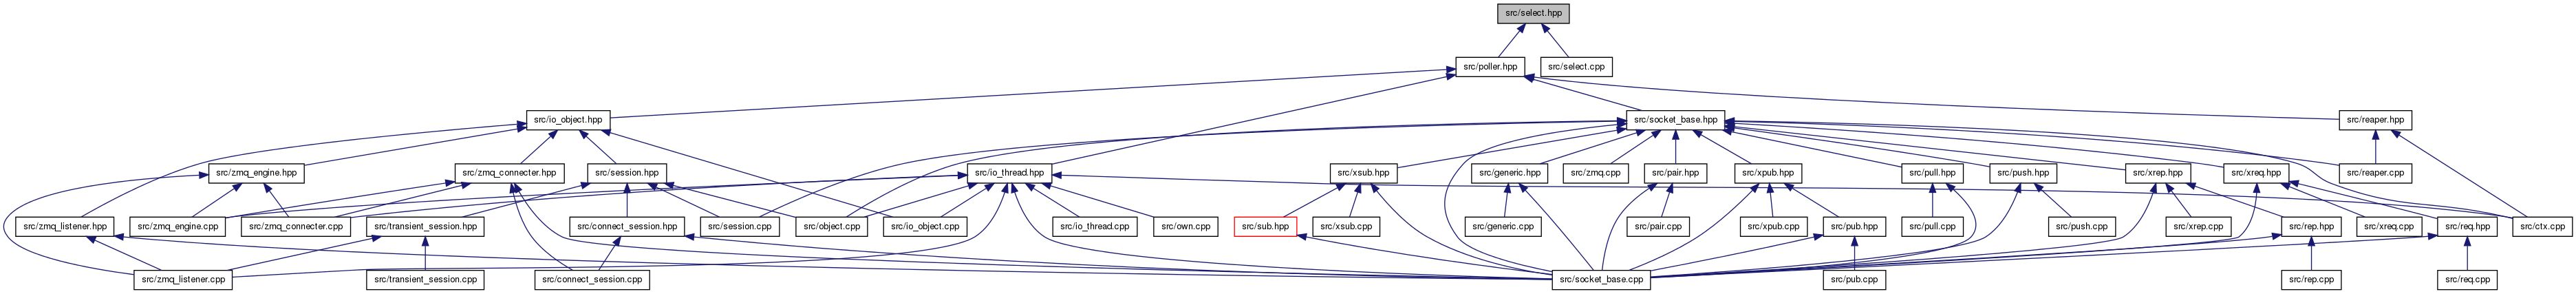 src/select.hpp
src/poller.hpp
src/select.cpp
src/io_object.hpp
src/socket_base.hpp
src/reaper.hpp
src/zmq_engine.hpp
src/zmq_connecter.hpp
src/session.hpp
src/io_thread.hpp
src/xsub.hpp
src/generic.hpp
src/zmq.cpp
src/pair.hpp
src/xpub.hpp
src/pull.hpp
src/push.hpp
src/xrep.hpp
src/xreq.hpp
src/reaper.cpp
src/zmq_listener.hpp
src/zmq_engine.cpp
src/zmq_connecter.cpp
src/transient_session.hpp
src/connect_session.hpp
src/session.cpp
src/object.cpp
src/io_object.cpp
src/io_thread.cpp
src/own.cpp
src/sub.hpp
src/xsub.cpp
src/generic.cpp
src/pair.cpp
src/xpub.cpp
src/pub.hpp
src/pull.cpp
src/push.cpp
src/xrep.cpp
src/rep.hpp
src/xreq.cpp
src/req.hpp
src/ctx.cpp
src/zmq_listener.cpp
src/transient_session.cpp
src/connect_session.cpp
src/socket_base.cpp
src/pub.cpp
src/rep.cpp
src/req.cpp